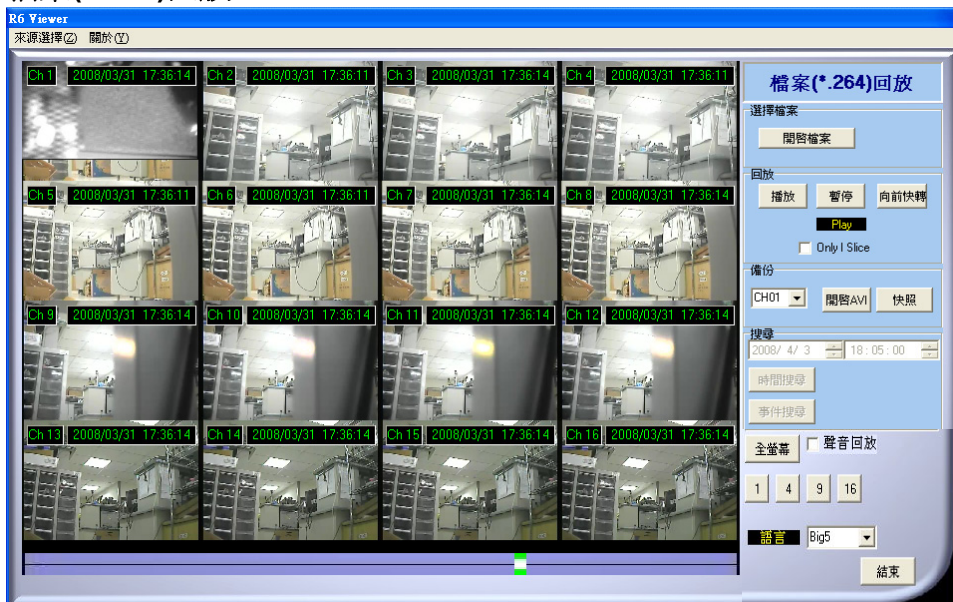 R6 Viewer
來源選擇(Z) 關於(Y)
Ch 1 2008/03/31 17:36:14 Ch 2 2008/03/31 17:36:11 Ch 3 2008/03/31 17:36:14 Ch 4 2008/03/31 17:36:11
Ch 5 2008/03/31 17:36:11 Ch 6 2008/03/31 17:36:11 Ch 7 2008/03/31 17:36:14 Ch 8 2008/03/31 17:36:14
Ch 9 2008/03/31 17:36:14 Ch 10 2008/03/31 17:36:14 Ch 11 2008/03/31 17:36:14 Ch 12 2008/03/31 17:36:14
Ch 13 2008/03/31 17:36:14 Ch 14 2008/03/31 17:36:14 Ch 15 2008/03/31 17:36:14 Ch 16 2008/03/31 17:36:14
檔案(*.264)回放
選擇檔案
開啓檔案
回放
播放 暫停 向前快轉
Play
Only I Slice
備份
CH01 開啓AVI 快照
搜尋
2008/ 4/ 3 18 : 05 : 00
時間搜尋
事件搜尋
全螢幕 聲音回放
1 4 9 16
語言 Big5
結束